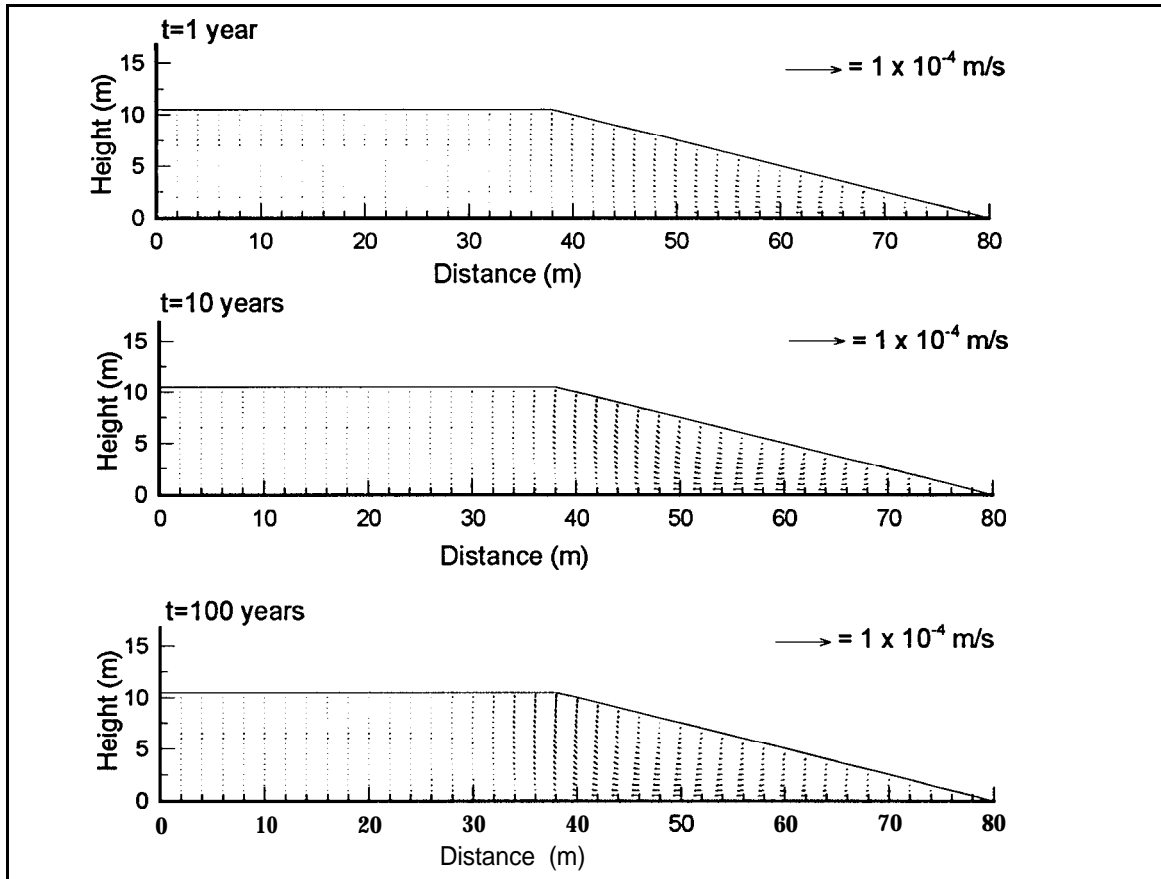 t=1 year
= 1 x 10⁻⁴ m/s
15
10
5
0
Height (m)
0 10 20 30 40 50 60 70 80
Distance (m)
t=10 years
= 1 x 10⁻⁴ m/s
15
10
5
0
Height (m)
0 10 20 30 40 50 60 70 80
Distance (m)
t=100 years
= 1 x 10⁻⁴ m/s
15
10
5
0
Height (m)
0 10 20 30 40 50 60 70 80
Distance (m)